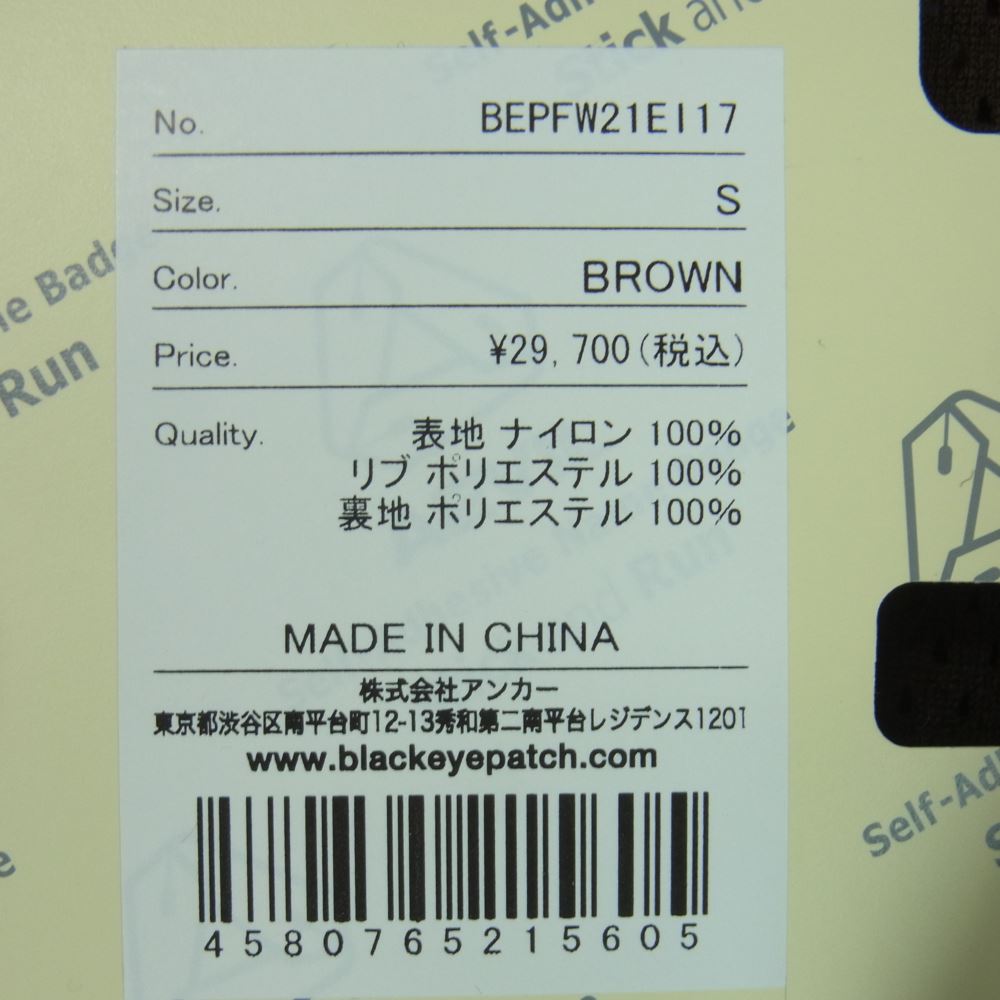 Self-Adh
Stick and
No. BEPFW21EI17
Size. S
Color. BROWN
Price. ¥29,700(税込)
Quality. 表地 ナイロン 100%
リブ ポリエステル 100%
裏地 ポリエステル 100%
MADE IN CHINA
株式会社アンカー
東京都渋谷区南平台町12-13秀和第二南平台レジデンス1201
www.blackeyepatch.com
4580765215605
Run
Self-Ad